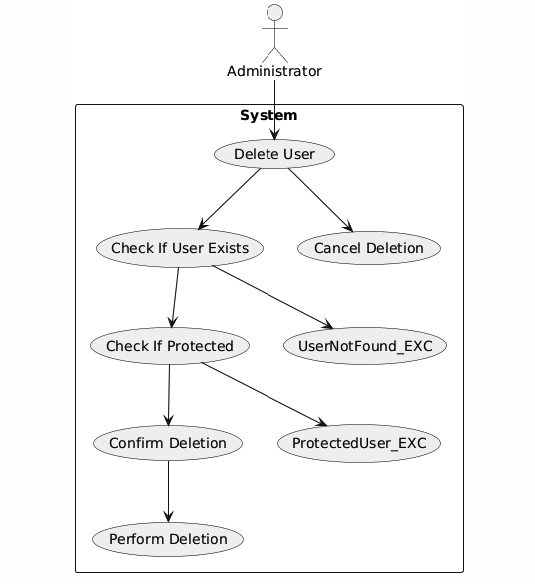 Administrator
System
Delete User
Check If User Exists
Cancel Deletion
Check If Protected
UserNotFound_EXC
Confirm Deletion
ProtectedUser_EXC
Perform Deletion